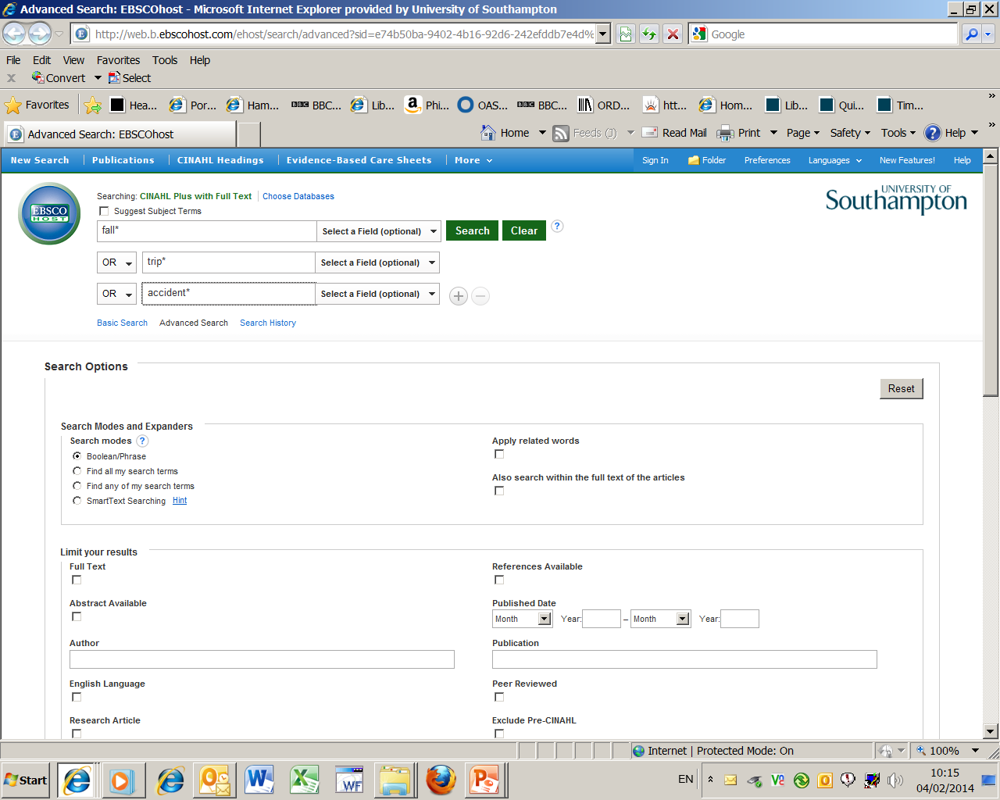 Advanced Search: EBSCOhost - Microsoft Internet Explorer provided by University of Southampton
http://web.b.ebscohost.com/ehost/search/advanced?sid=e74b50ba-9402-4b16-92d6-242efddb7e4d%
Google
File Edit View Favorites Tools Help
x Convert Select
Favorites Hea... Por... Ham... BBC BBC... Lib... Phi... OAS... BBC BBC... ORD... htt... Hom... Lib... Qui... Tim... »
Advanced Search: EBSCOhost Home Feeds (J) Read Mail Print Page Safety Tools Help »
New Search Publications CINAHL Headings Evidence-Based Care Sheets More Sign In Folder Preferences Languages New Features! Help
EBSCO
HOST
Searching: CINAHL Plus with Full Text Choose Databases
UNIVERSITY OF
Southampton
Suggest Subject Terms
fall* Select a Field (optional) Search Clear ?
OR trip* Select a Field (optional)
OR accident* Select a Field (optional)
Basic Search Advanced Search Search History
Search Options
Reset
Search Modes and Expanders
Search modes ? Apply related words
Boolean/Phrase
Find all my search terms Also search within the full text of the articles
Find any of my search terms
SmartText Searching Hint
Limit your results
Full Text References Available
Abstract Available Published Date
Month Year: – Month Year:
Author Publication
English Language Peer Reviewed
Research Article Exclude Pre-CINAHL
Internet | Protected Mode: On 100%
Start WF EN 10:15
04/02/2014